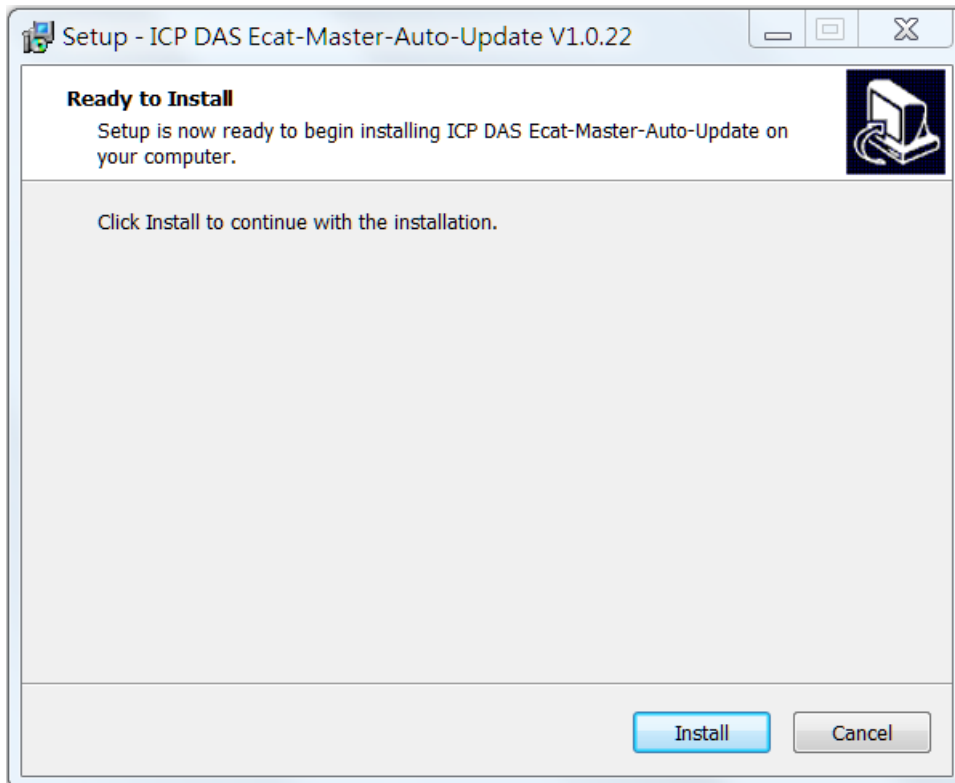 Setup - ICP DAS Ecat-Master-Auto-Update V1.0.22
Ready to Install
Setup is now ready to begin installing ICP DAS Ecat-Master-Auto-Update on
your computer.
Click Install to continue with the installation.
Install
Cancel